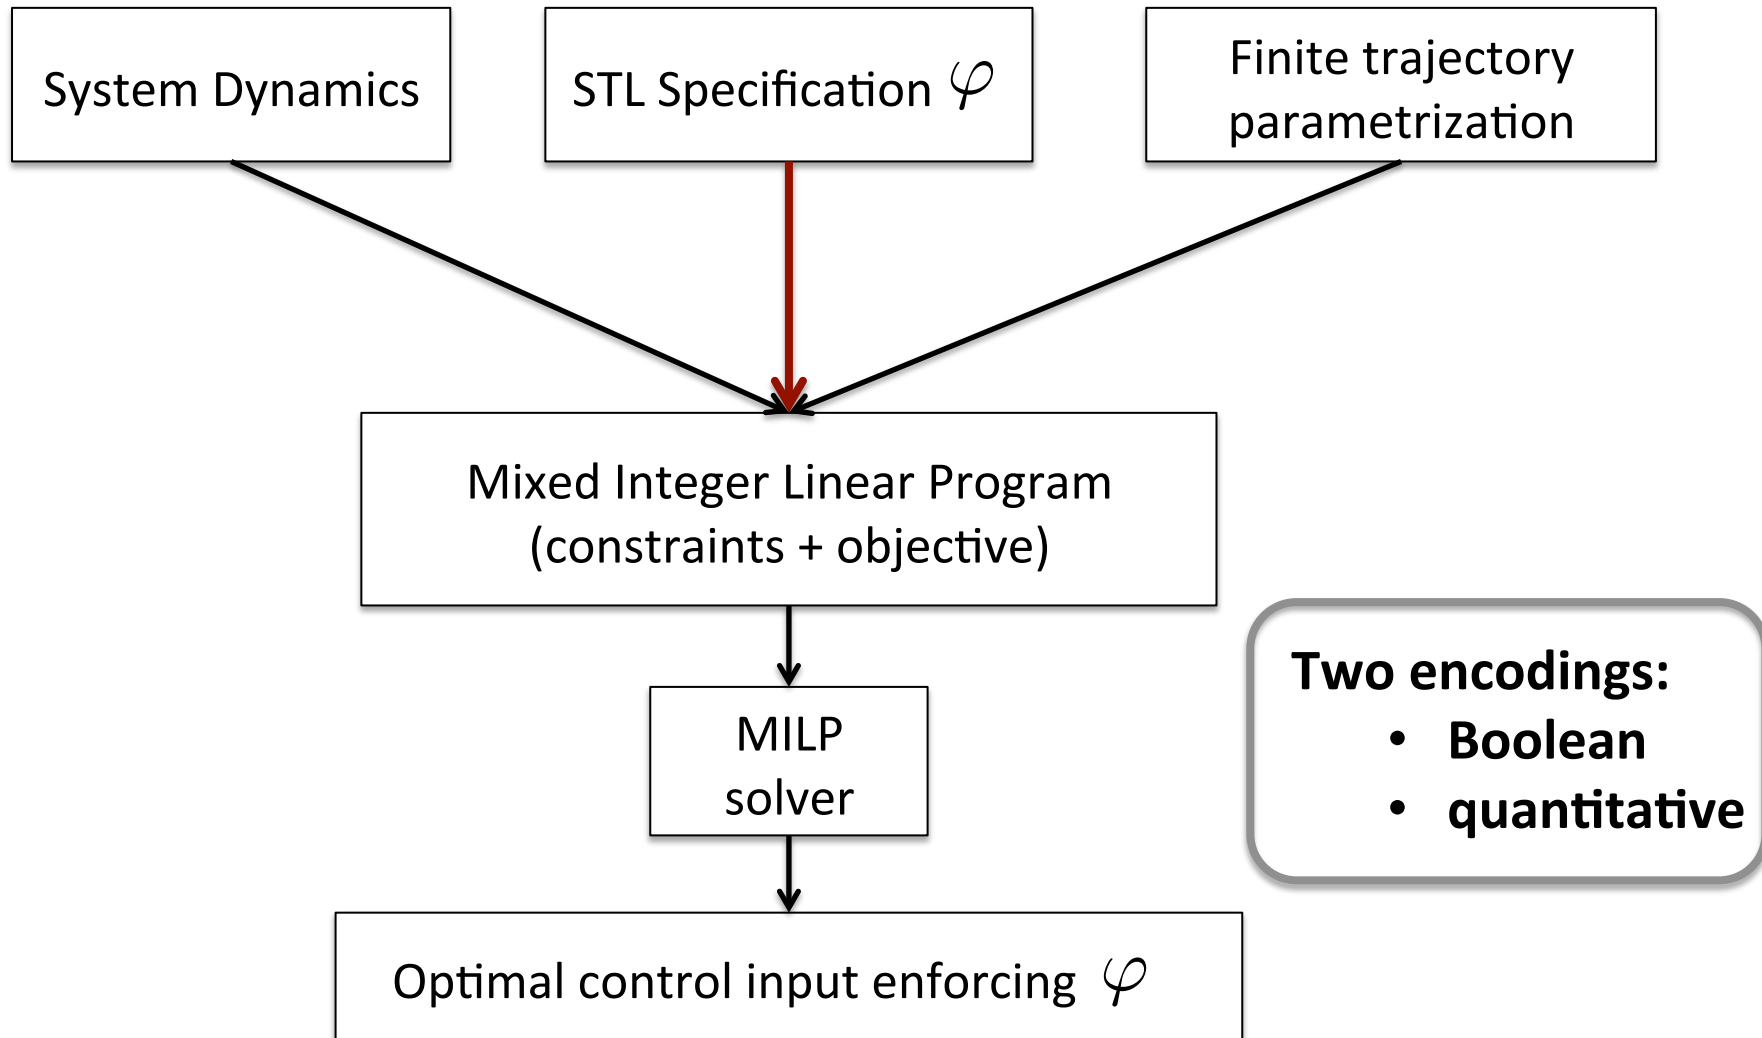 System Dynamics
STL Specification φ
Finite trajectory
parametrization
Mixed Integer Linear Program
(constraints + objective)
MILP
solver
Two encodings:
• Boolean
• quantitative
Optimal control input enforcing φ